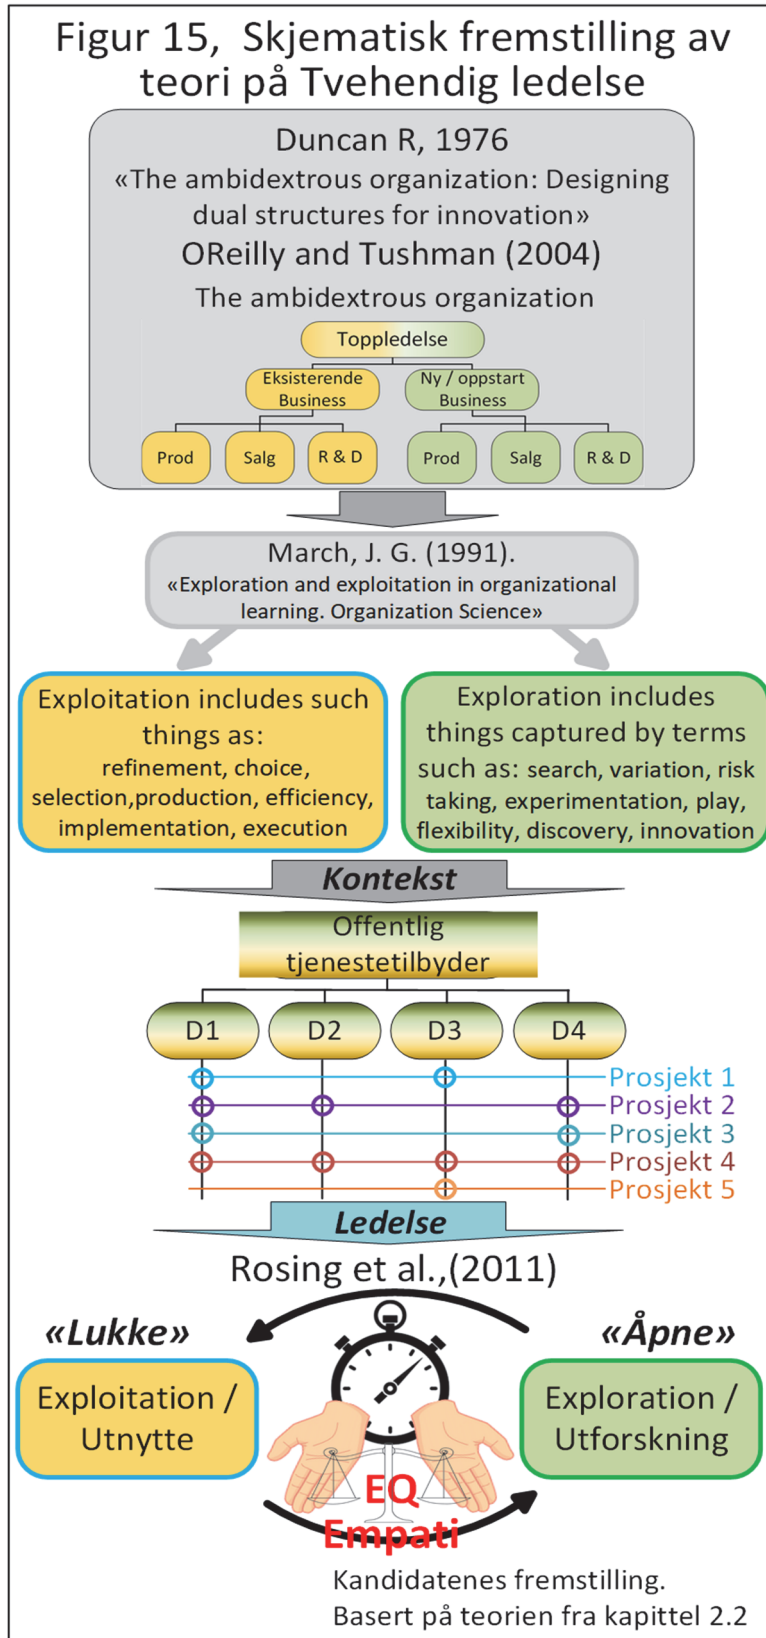 Figur 15, Skjematisk fremstilling av
teori på Tvehendig ledelse
Duncan R, 1976
«The ambidextrous organization: Designing
dual structures for innovation»
OReilly and Tushman (2004)
The ambidextrous organization
Toppledelse
Eksisterende
Business
Ny / oppstart
Business
Prod
Salg
R & D
Prod
Salg
R & D
March, J. G. (1991).
«Exploration and exploitation in organizational
learning. Organization Science»
Exploitation includes such
things as:
refinement, choice,
selection,production, efficiency,
implementation, execution
Exploration includes
things captured by terms
such as: search, variation, risk
taking, experimentation, play,
flexibility, discovery, innovation
Kontekst
Offentlig
tjenestetilbyder
D1
D2
D3
D4
Prosjekt 1
Prosjekt 2
Prosjekt 3
Prosjekt 4
Prosjekt 5
Ledelse
Rosing et al.,(2011)
«Lukke»
«Åpne»
Exploitation /
Utnytte
Exploration /
Utforskning
EQ
Empati
Kandidatenes fremstilling.
Basert på teorien fra kapittel 2.2